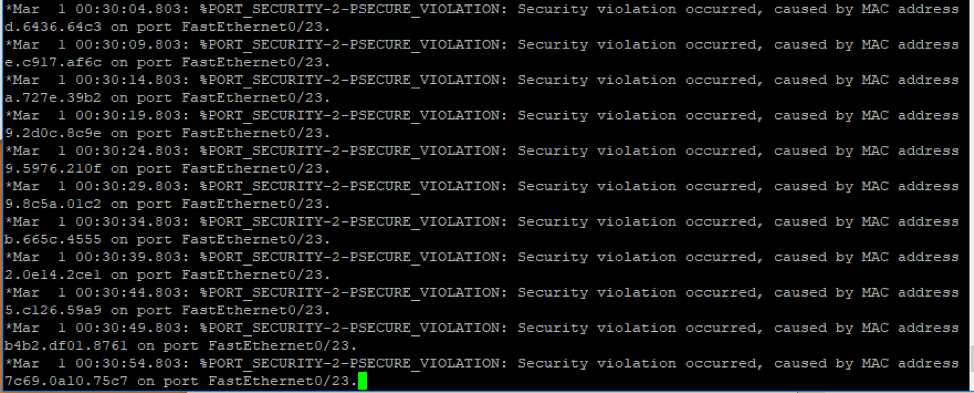 *Mar  1 00:30:04.803: %PORT_SECURITY-2-PSECURE_VIOLATION: Security violation occurred, caused by MAC address
d.6436.64c3 on port FastEthernet0/23.
*Mar  1 00:30:09.803: %PORT_SECURITY-2-PSECURE_VIOLATION: Security violation occurred, caused by MAC address
e.c917.af6c on port FastEthernet0/23.
*Mar  1 00:30:14.803: %PORT_SECURITY-2-PSECURE_VIOLATION: Security violation occurred, caused by MAC address
a.727e.39b2 on port FastEthernet0/23.
*Mar  1 00:30:19.803: %PORT_SECURITY-2-PSECURE_VIOLATION: Security violation occurred, caused by MAC address
9.2d0c.8c9e on port FastEthernet0/23.
*Mar  1 00:30:24.803: %PORT_SECURITY-2-PSECURE_VIOLATION: Security violation occurred, caused by MAC address
9.5976.210f on port FastEthernet0/23.
*Mar  1 00:30:29.803: %PORT_SECURITY-2-PSECURE_VIOLATION: Security violation occurred, caused by MAC address
9.8c5a.01c2 on port FastEthernet0/23.
*Mar  1 00:30:34.803: %PORT_SECURITY-2-PSECURE_VIOLATION: Security violation occurred, caused by MAC address
b.665c.4555 on port FastEthernet0/23.
*Mar  1 00:30:39.803: %PORT_SECURITY-2-PSECURE_VIOLATION: Security violation occurred, caused by MAC address
2.0e14.2ce1 on port FastEthernet0/23.
*Mar  1 00:30:44.803: %PORT_SECURITY-2-PSECURE_VIOLATION: Security violation occurred, caused by MAC address
5.c126.59a9 on port FastEthernet0/23.
*Mar  1 00:30:49.803: %PORT_SECURITY-2-PSECURE_VIOLATION: Security violation occurred, caused by MAC address
b4b2.df01.8761 on port FastEthernet0/23.
*Mar  1 00:30:54.803: %PORT_SECURITY-2-PSECURE_VIOLATION: Security violation occurred, caused by MAC address
7c69.0a10.75c7 on port FastEthernet0/23.